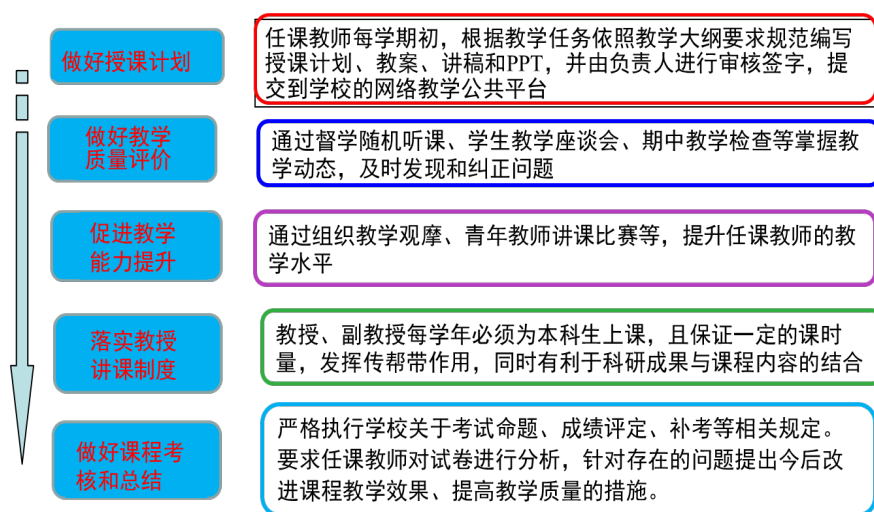 做好授课计划
任课教师每学期初，根据教学任务依照教学大纲要求规范编写
授课计划、教案、讲稿和PPT，并由负责人进行审核签字，提
交到学校的网络教学公共平台
做好教学
质量评价
通过督学随机听课、学生教学座谈会、期中教学检查等掌握教
学动态，及时发现和纠正问题
促进教学
能力提升
通过组织教学观摩、青年教师讲课比赛等，提升任课教师的教
学水平
落实教授
讲课制度
教授、副教授每学年必须为本科生上课，且保证一定的课时
量，发挥传帮带作用，同时有利于科研成果与课程内容的结合
做好课程考
核和总结
严格执行学校关于考试命题、成绩评定、补考等相关规定。
要求任课教师对试卷进行分析，针对存在的问题提出今后改
进课程教学效果、提高教学质量的措施。